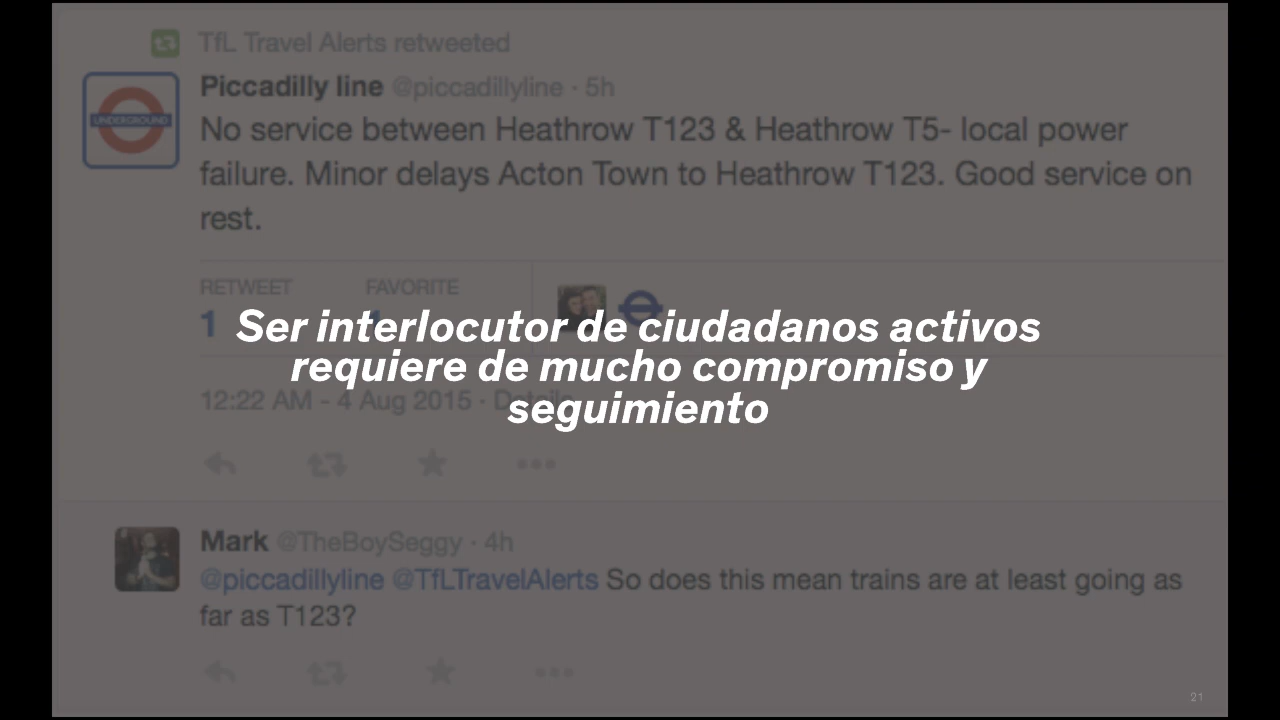 TfL Travel Alerts retweeted
Piccadilly line @piccadillyline · 5h
UNDERGROUND
No service between Heathrow T123 & Heathrow T5- local power
failure. Minor delays Acton Town to Heathrow T123. Good service on
rest.
RETWEET FAVORITE
1 1
Ser interlocutor de ciudadanos activos
requiere de mucho compromiso y
seguimiento
12:22 AM - 4 Aug 2015 · Details
Mark @TheBoySeggy · 4h
@piccadillyline @TfLTravelAlerts So does this mean trains are at least going as
far as T123?
21